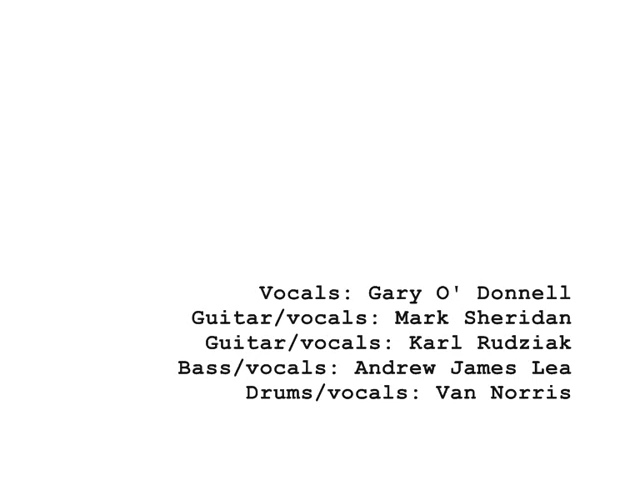 Vocals: Gary O' Donnell
Guitar/vocals: Mark Sheridan
Guitar/vocals: Karl Rudziak
Bass/vocals: Andrew James Lea
Drums/vocals: Van Norris